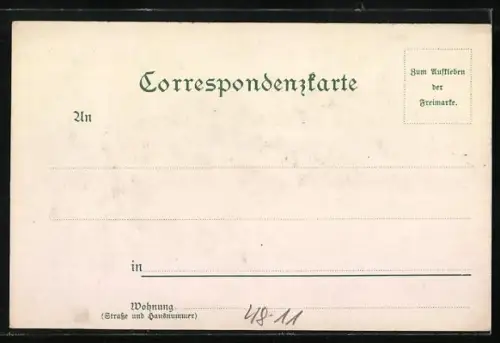 Correspondenzkarte
Zum Aufkleben
der
Freimarke.
An
in
Wohnung
(Straße und Hausnummer)
48-11